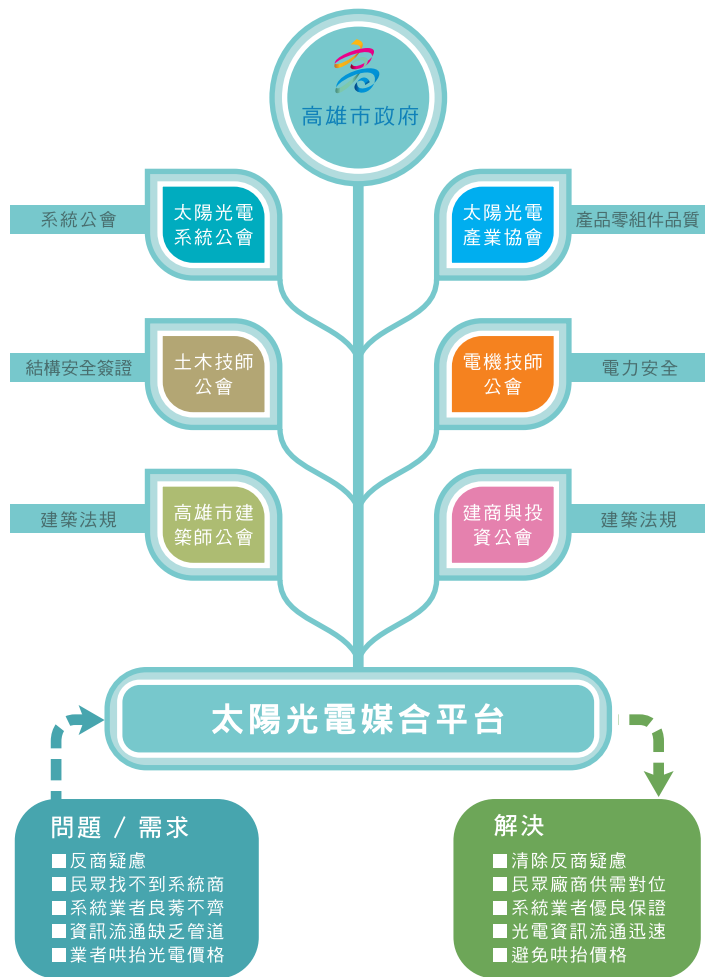 高雄市政府
系統公會
太陽光電
系統公會
太陽光電
產業協會
產品零組件品質
結構安全簽證
土木技師
公會
電機技師
公會
電力安全
建築法規
高雄市建
築師公會
建商與投
資公會
建築法規
太陽光電媒合平台
問題 / 需求
反商疑慮
民眾找不到系統商
系統業者良莠不齊
資訊流通缺乏管道
業者哄抬光電價格
解決
清除反商疑慮
民眾廠商供需對位
系統業者優良保證
光電資訊流通迅速
避免哄抬價格